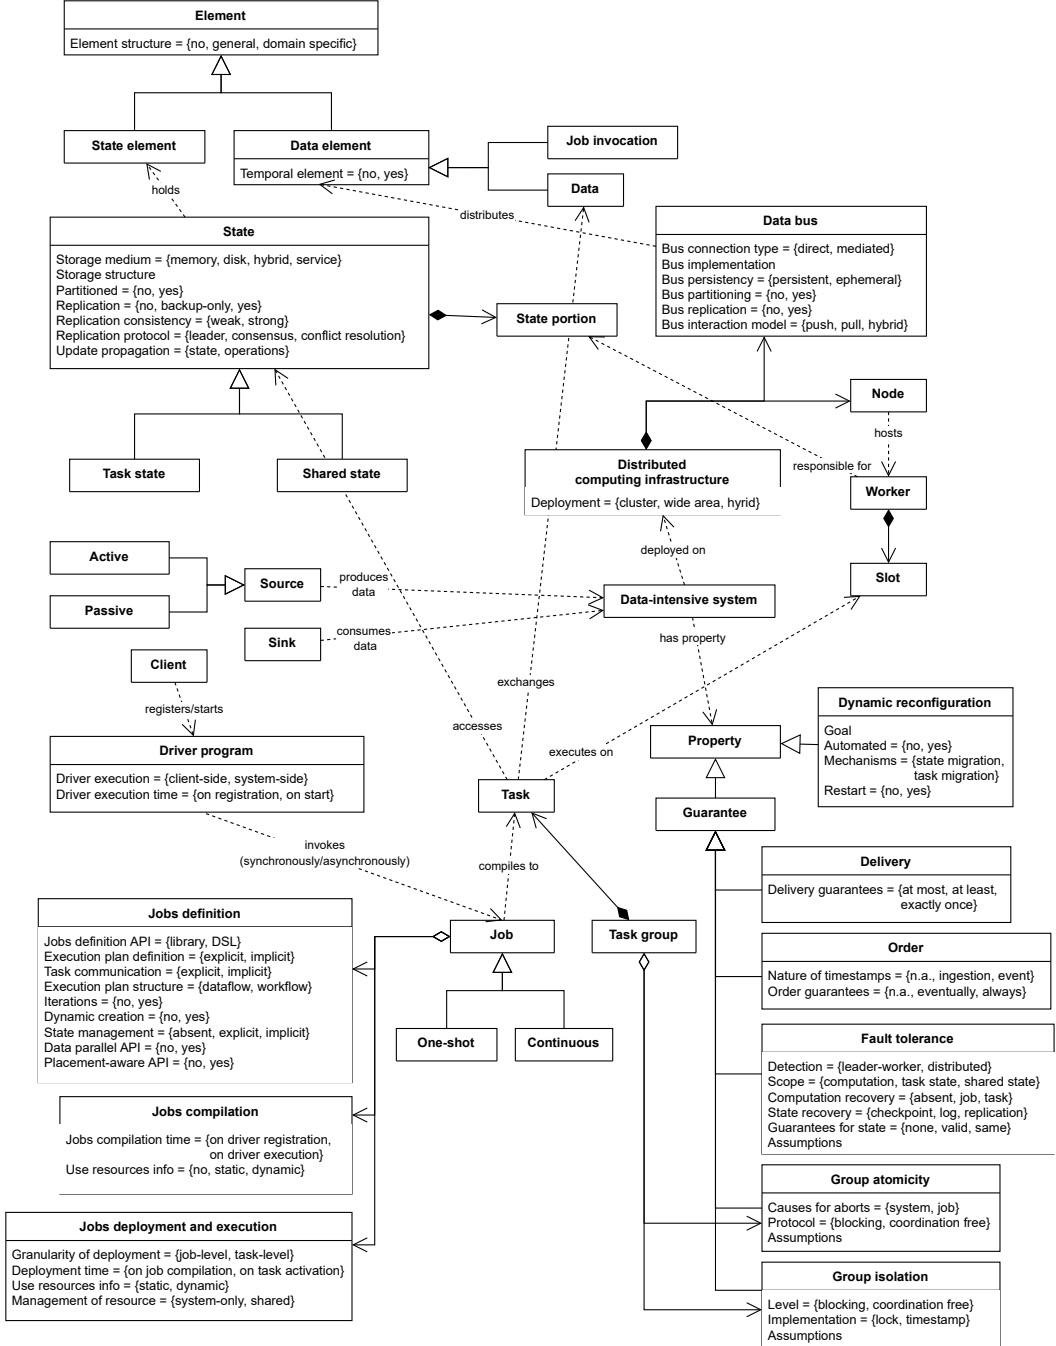 Element
Element structure = {no, general, domain specific}
State element
Data element
Temporal element = {no, yes}
Job invocation
Data
holds
distributes
State
Storage medium = {memory, disk, hybrid, service}
Storage structure
Partitioned = {no, yes}
Replication = {no, backup-only, yes}
Replication consistency = {weak, strong}
Replication protocol = {leader, consensus, conflict resolution}
Update propagation = {state, operations}
Data bus
Bus connection type = {direct, mediated}
Bus implementation
Bus persistency = {persistent, ephemeral}
Bus partitioning = {no, yes}
Bus replication = {no, yes}
Bus interaction model = {push, pull, hybrid}
State portion
Node
hosts
Task state
Shared state
Distributed
computing infrastructure
Deployment = {cluster, wide area, hyrid}
responsible for
Worker
deployed on
Slot
Active
Passive
Source
produces
data
Sink
consumes
data
Data-intensive system
has property
Client
registers/starts
exchanges
accesses
executes on
Driver program
Driver execution = {client-side, system-side}
Driver execution time = {on registration, on start}
Property
Dynamic reconfiguration
Goal
Automated = {no, yes}
Mechanisms = {state migration,
task migration}
Restart = {no, yes}
Task
Guarantee
invokes
(synchronously/asynchronously)
compiles to
Delivery
Delivery guarantees = {at most, at least,
exactly once}
Jobs definition
Jobs definition API = {library, DSL}
Execution plan definition = {explicit, implicit}
Task communication = {explicit, implicit}
Execution plan structure = {dataflow, workflow}
Iterations = {no, yes}
Dynamic creation = {no, yes}
State management = {absent, explicit, implicit}
Data parallel API = {no, yes}
Placement-aware API = {no, yes}
Job
Task group
Order
Nature of timestamps = {n.a., ingestion, event}
Order guarantees = {n.a., eventually, always}
One-shot
Continuous
Fault tolerance
Detection = {leader-worker, distributed}
Scope = {computation, task state, shared state}
Computation recovery = {absent, job, task}
State recovery = {checkpoint, log, replication}
Guarantees for state = {none, valid, same}
Assumptions
Jobs compilation
Jobs compilation time = {on driver registration,
on driver execution}
Use resources info = {no, static, dynamic}
Group atomicity
Causes for aborts = {system, job}
Protocol = {blocking, coordination free}
Assumptions
Jobs deployment and execution
Granularity of deployment = {job-level, task-level}
Deployment time = {on job compilation, on task activation}
Use resources info = {static, dynamic}
Management of resource = {system-only, shared}
Group isolation
Level = {blocking, coordination free}
Implementation = {lock, timestamp}
Assumptions